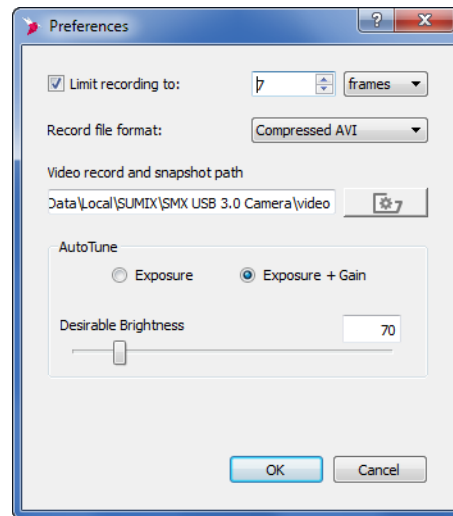 Preferences
Limit recording to: 7 frames
Record file format: Compressed AVI
Video record and snapshot path
Data\Local\SUMIX\SMX USB 3.0 Camera\video 7
AutoTune
Exposure Exposure + Gain
Desirable Brightness 70
OK Cancel